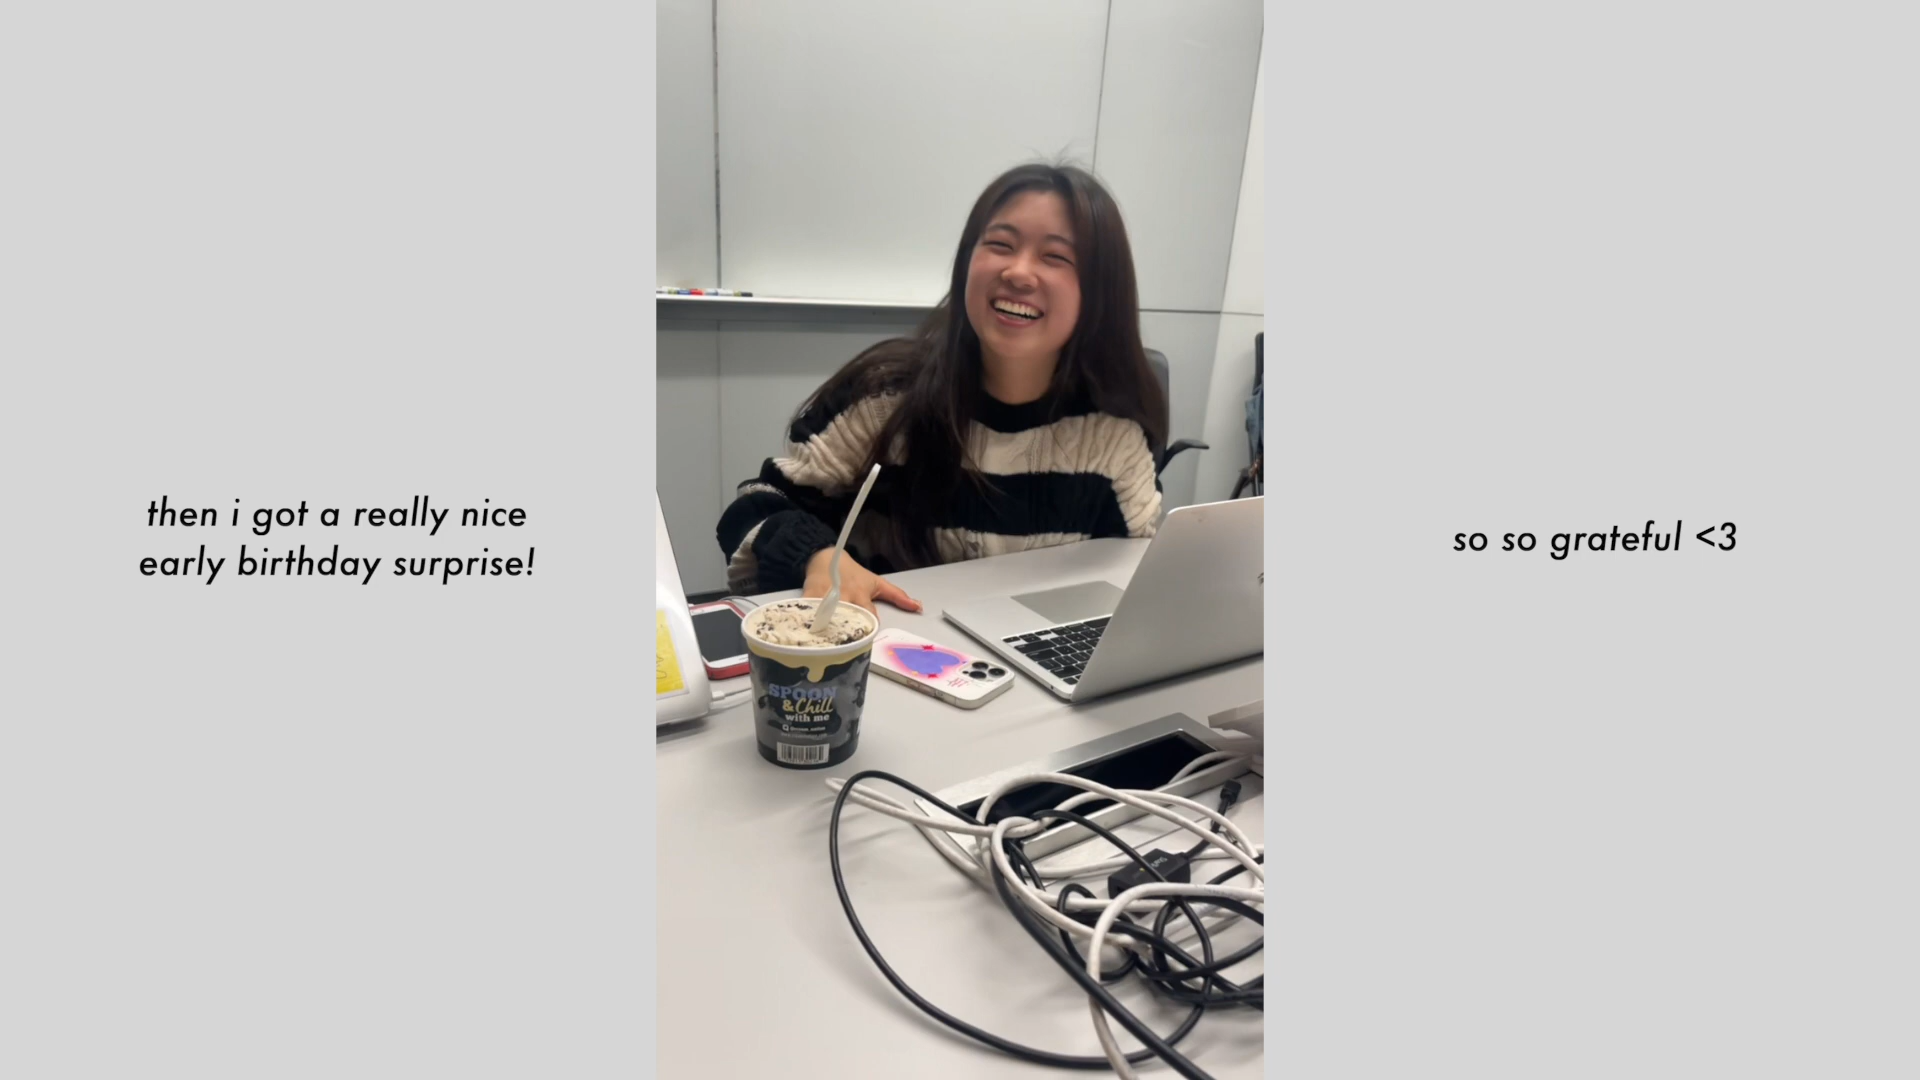 then i got a really nice
early birthday surprise!
SPOON
& Chill
with me
so so grateful <3